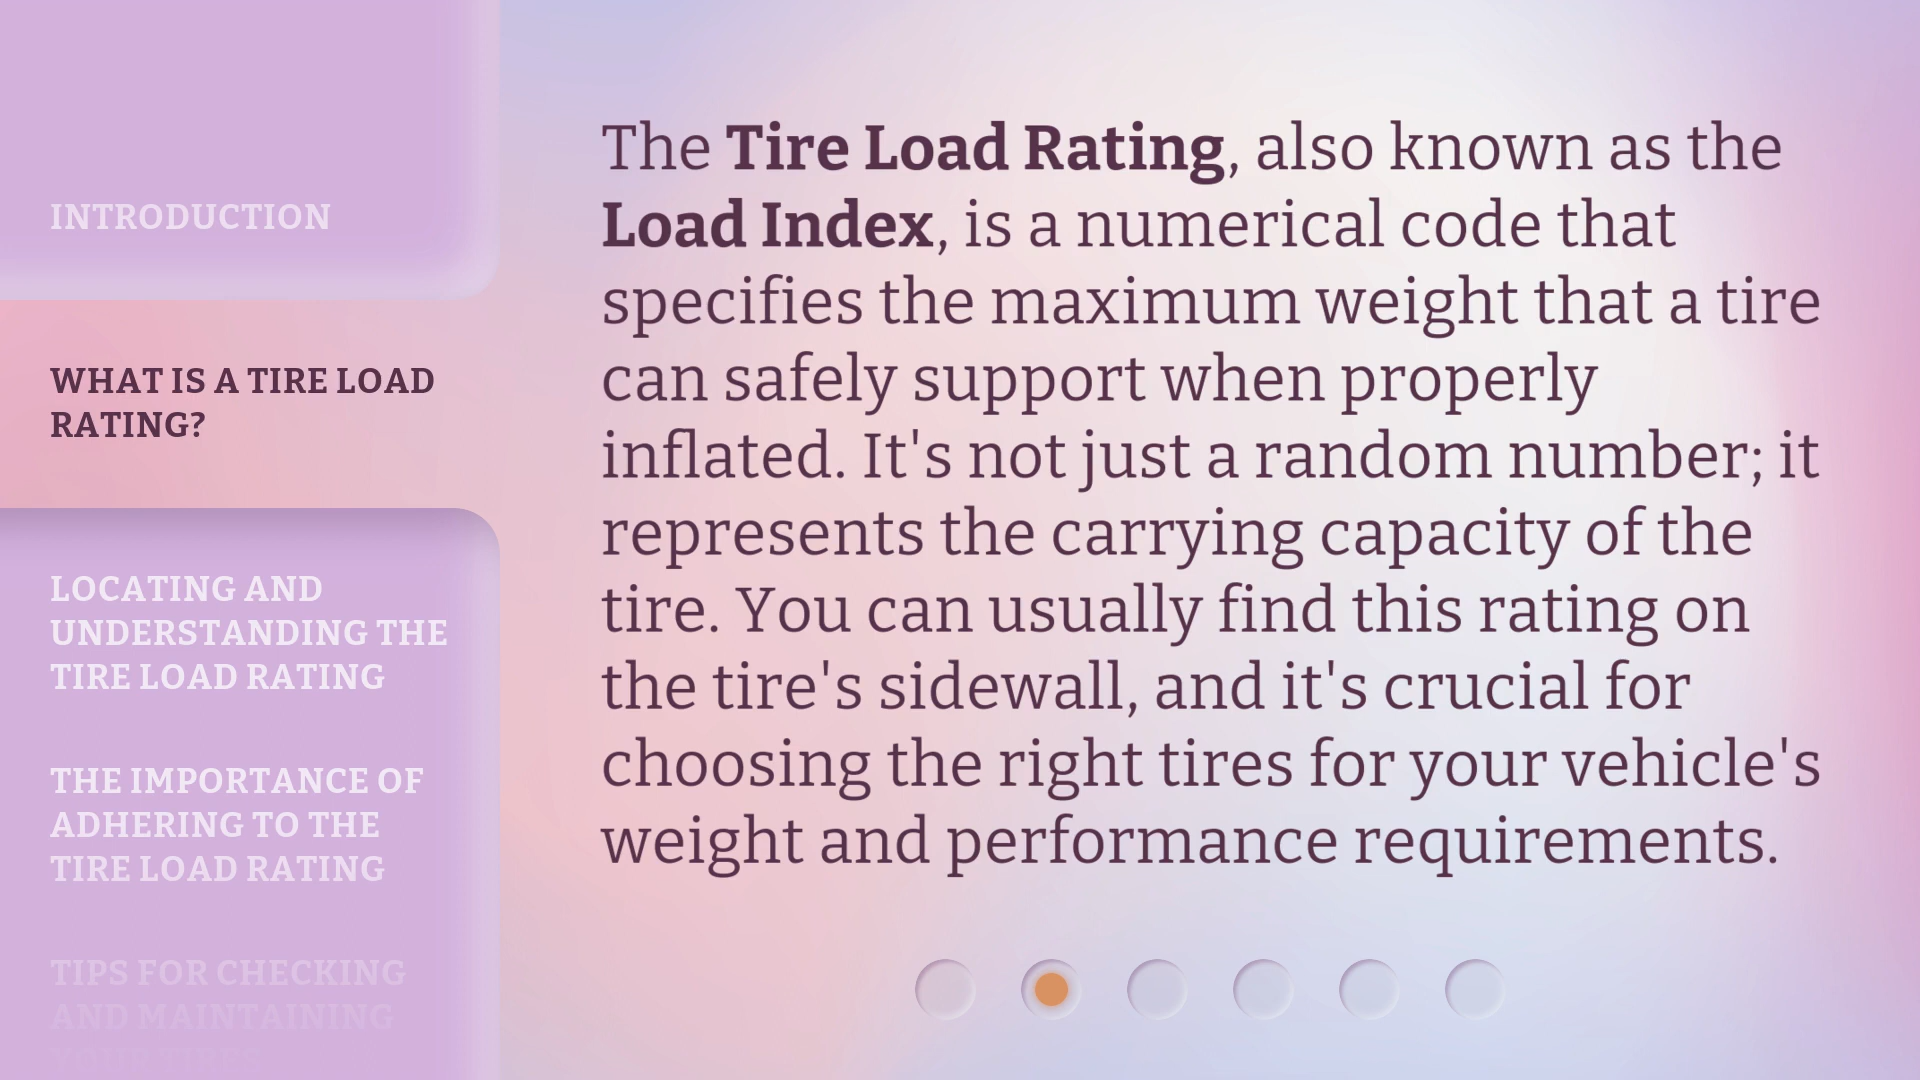 INTRODUCTION
WHAT IS A TIRE LOAD
RATING?
LOCATING AND
UNDERSTANDING THE
TIRE LOAD RATING
THE IMPORTANCE OF
ADHERING TO THE
TIRE LOAD RATING
TIPS FOR CHECKING
AND MAINTAINING
YOUR TIRES
The Tire Load Rating, also known as the
Load Index, is a numerical code that
specifies the maximum weight that a tire
can safely support when properly
inflated. It's not just a random number; it
represents the carrying capacity of the
tire. You can usually find this rating on
the tire's sidewall, and it's crucial for
choosing the right tires for your vehicle's
weight and performance requirements.